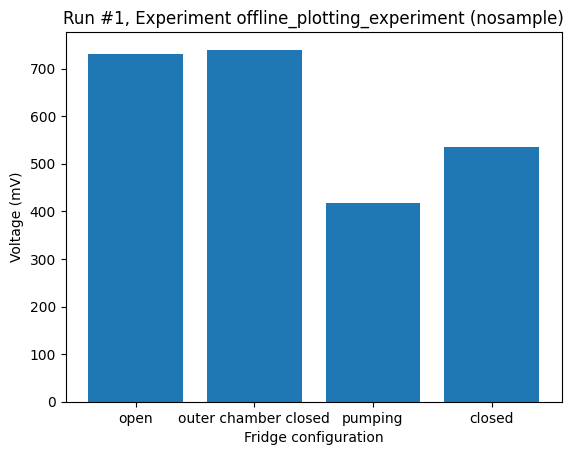 Run #1, Experiment offline_plotting_experiment (nosample)
Voltage (mV)
700
600
500
400
300
200
100
0
open outer chamber closed pumping closed
Fridge configuration